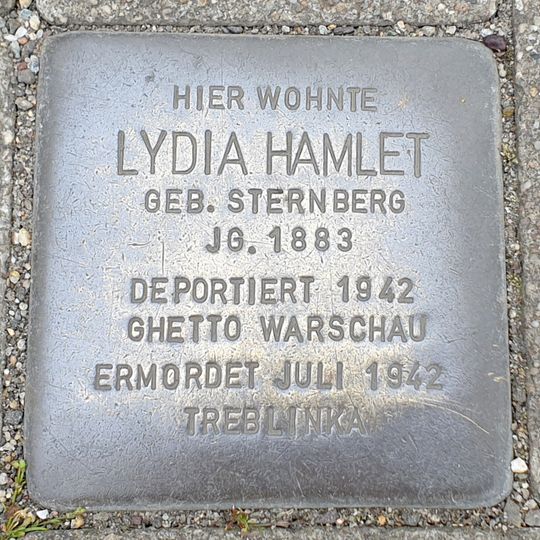 HIER WOHNTE
LYDIA HAMLET
GEB. STERNBERG
JG. 1883
DEPORTIERT 1942
GHETTO WARSCHAU
ERMORDET JULI 1942
TREBLINKA